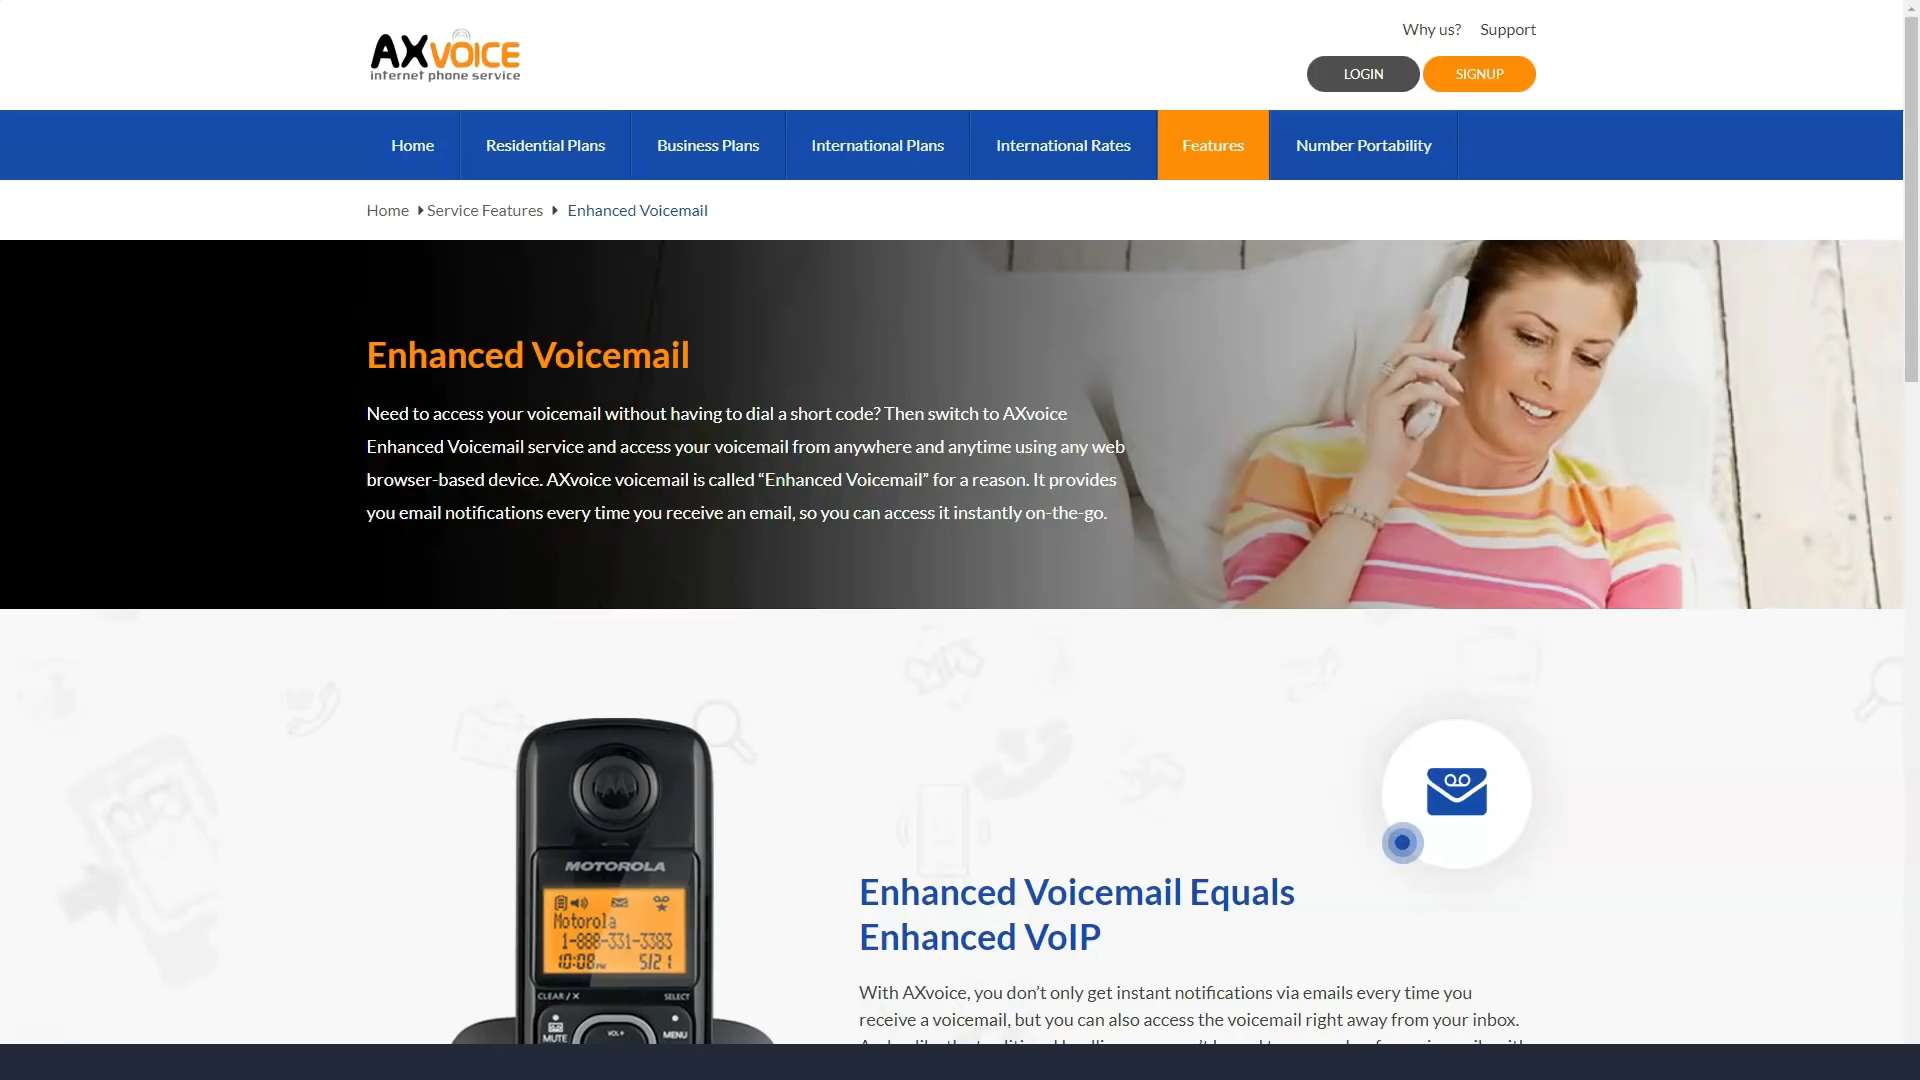 Why us? Support
AXVOICE
internet phone service
LOGIN SIGNUP
Home Residential Plans Business Plans International Plans International Rates Features Number Portability
Home Service Features Enhanced Voicemail
Enhanced Voicemail
Need to access your voicemail without having to dial a short code? Then switch to AXvoice
Enhanced Voicemail service and access your voicemail from anywhere and anytime using any web
browser-based device. AXvoice voicemail is called “Enhanced Voicemail” for a reason. It provides
you email notifications every time you receive an email, so you can access it instantly on-the-go.
MOTOROLA
Motorola
1-888-331-3383
10:08PM 5/21
CLEAR/X SELECT
VOL+
MUTE MENU
Enhanced Voicemail Equals
Enhanced VoIP
With AXvoice, you don’t only get instant notifications via emails every time you
receive a voicemail, but you can also access the voicemail right away from your inbox.